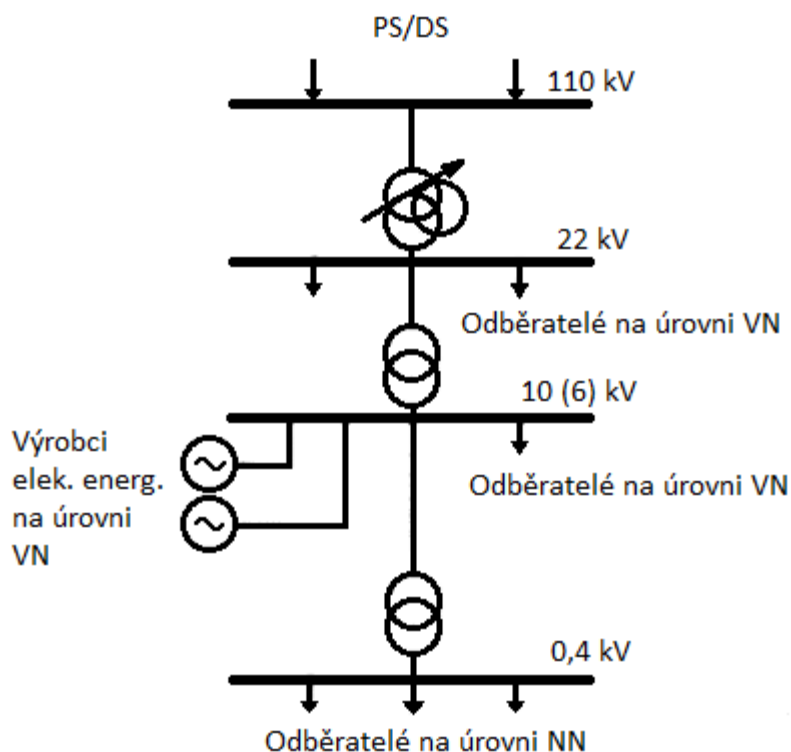 PS/DS
110 kV
22 kV
Odběratelé na úrovni VN
10 (6) kV
Výrobci
elek. energ.
na úrovni
VN
Odběratelé na úrovni VN
0,4 kV
Odběratelé na úrovni NN